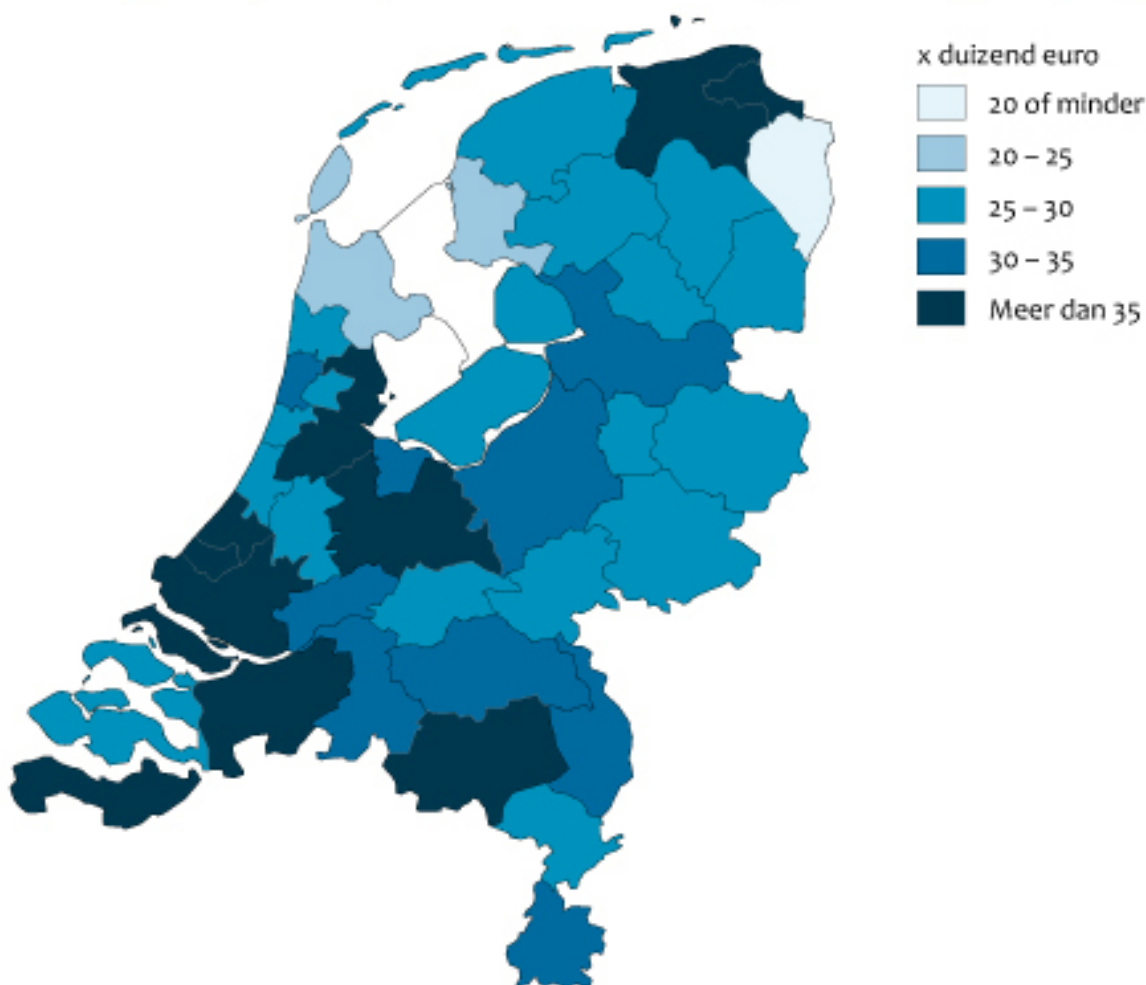 x duizend euro
20 of minder
20 – 25
25 – 30
30 – 35
Meer dan 35